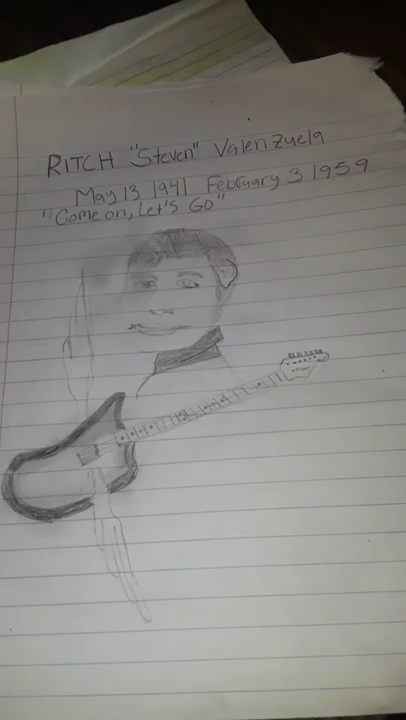 RITCH "Steven" Valenzuela
May 13 1941 February 3 1959
"Come on, Let's Go"